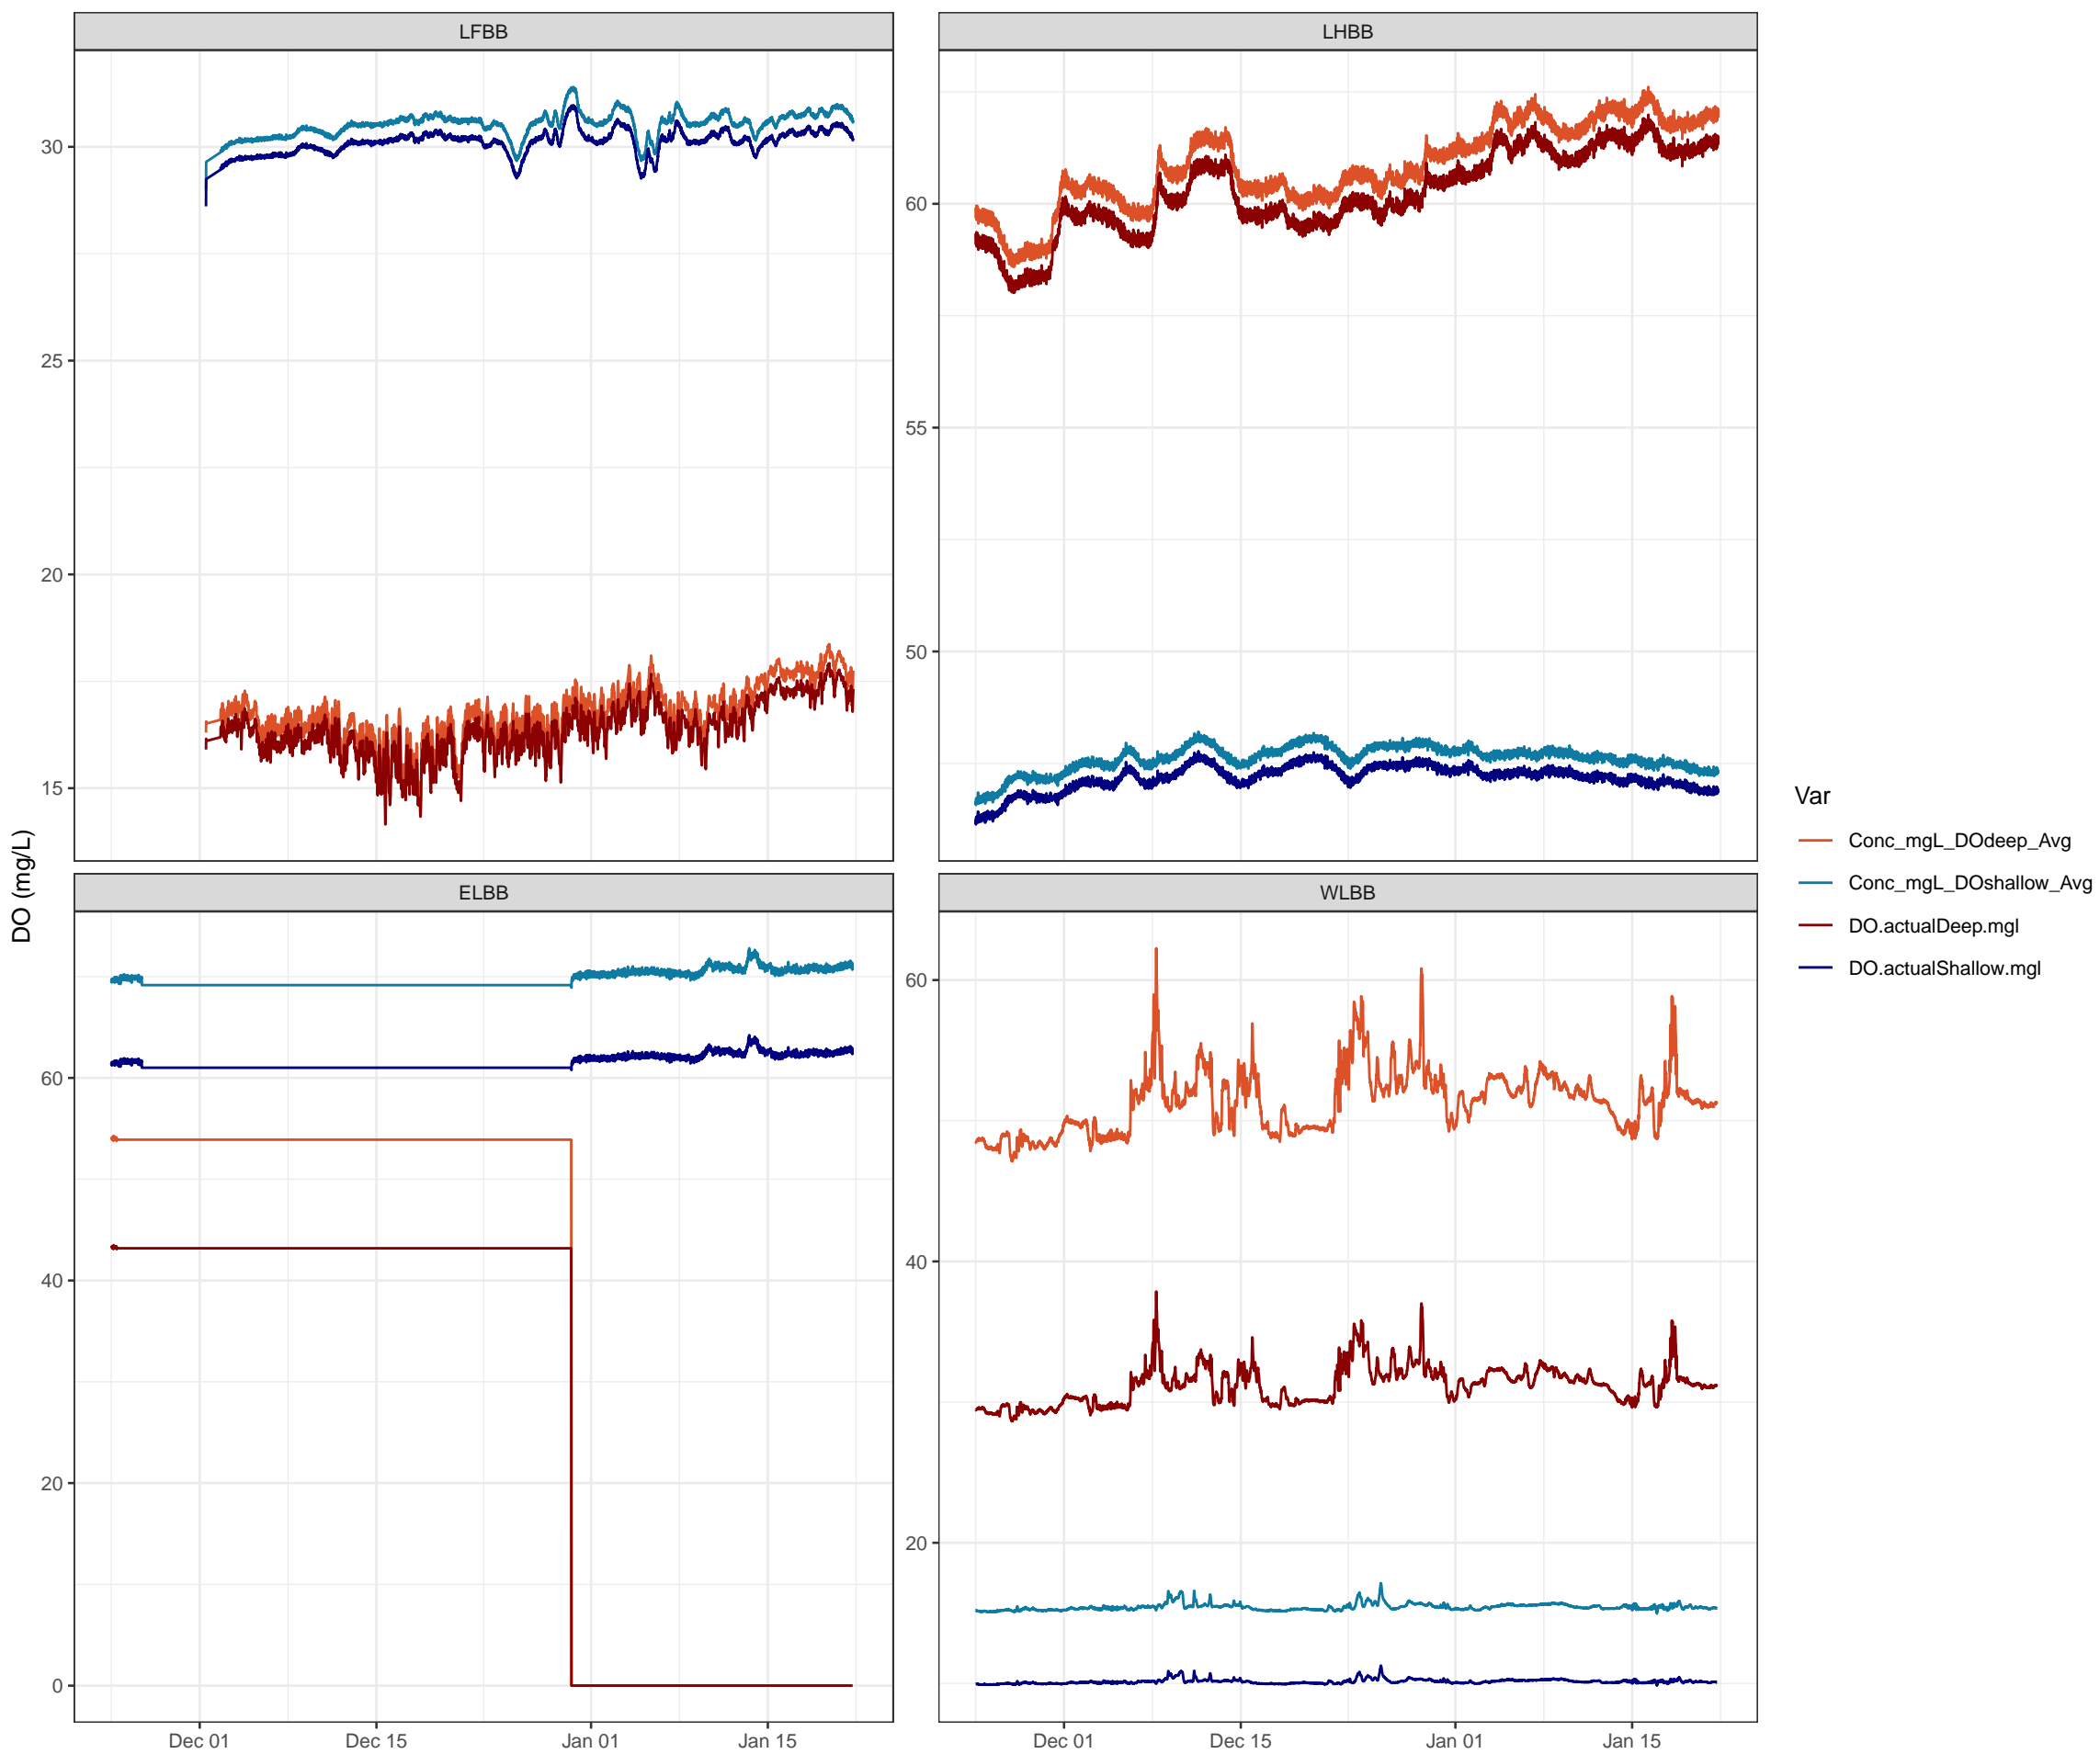 LFBB
LHBB
30
25
20
15
60
55
50
DO (mg/L)
ELBB
WLBB
60
40
20
0
60
40
20
Dec 01
Dec 15
Jan 01
Jan 15
Dec 01
Dec 15
Jan 01
Jan 15
Var
Conc_mgL_DOdeep_Avg
Conc_mgL_DOshallow_Avg
DO.actualDeep.mgl
DO.actualShallow.mgl